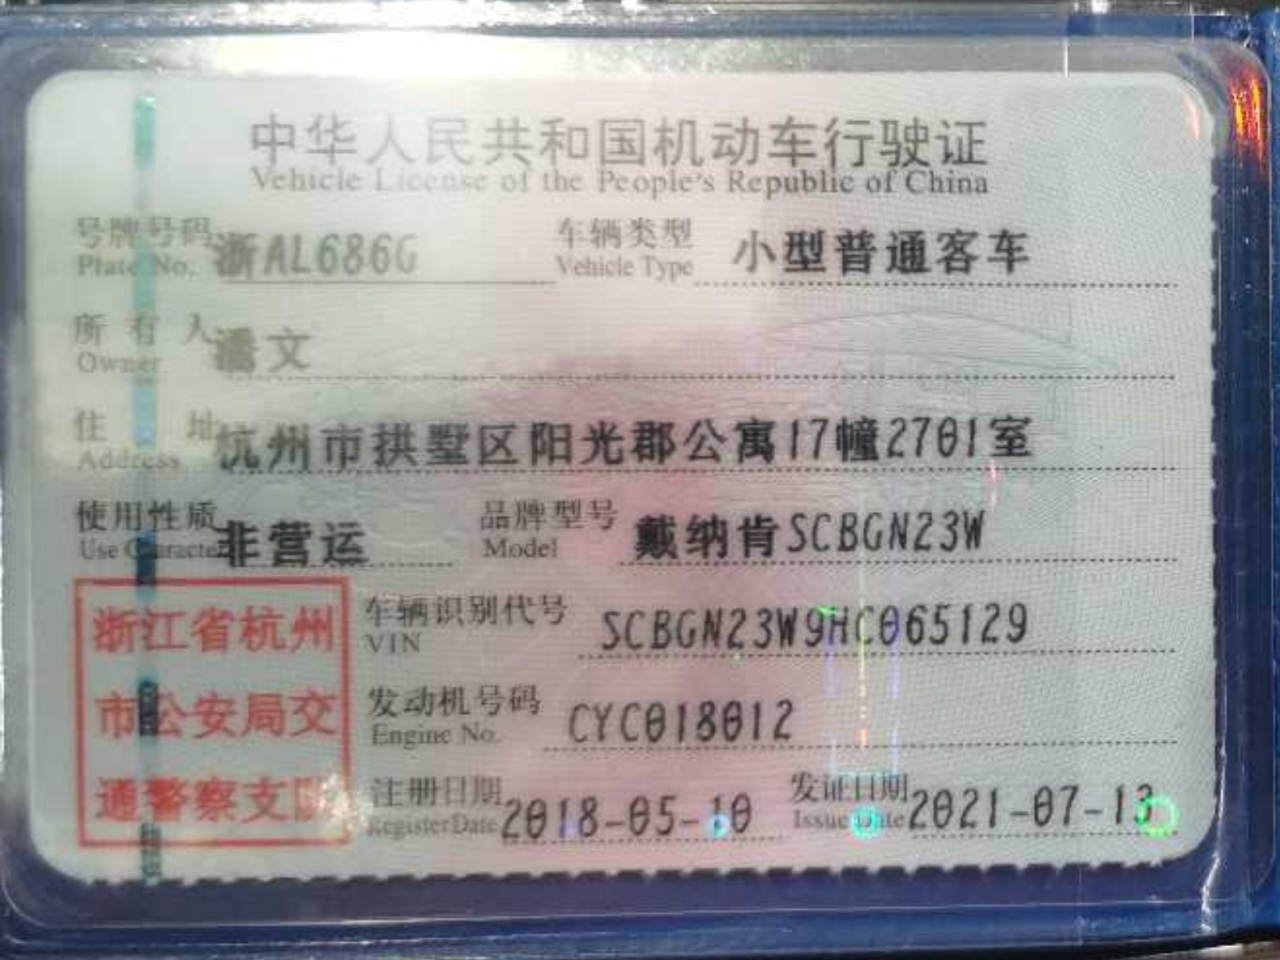 中华人民共和国机动车行驶证
Vehicle License of the People's Republic of China
号牌号码 浙AL686G 车辆类型 小型普通客车
Plate No. Vehicle Type
所有人 潘文
Owner
住址 杭州市拱墅区阳光郡公寓17幢2701室
Address
使用性质 非营运 品牌型号 戴纳肯SCBGN23W
Use Character Model
浙江省杭州
市公安局交
通警察支队
车辆识别代号 SCBGN23W9HC065129
VIN
发动机号码 CYC018012
Engine No.
注册日期 2018-05-10 发证日期 2021-07-13
Register Date Issue Date